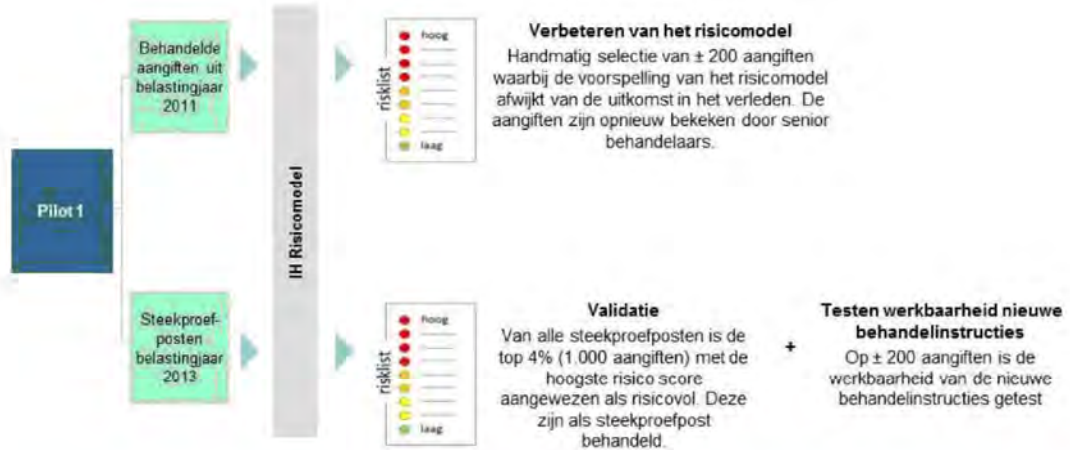 Pilot 1
Behandelde
aangiften uit
belastingjaar
2011
Steekproef-
posten
belastingjaar
2013
IH Risicomodel
risklist
hoog
laag
Verbeteren van het risicomodel
Handmatig selectie van ± 200 aangiften
waarbij de voorspelling van het risicomodel
afwijkt van de uitkomst in het verleden. De
aangiften zijn opnieuw bekeken door senior
behandelaars.
risklist
hoog
laag
Validatie
Van alle steekproefposten is de
top 4% (1.000 aangiften) met de
hoogste risico score
aangewezen als risicovol. Deze
zijn als steekproefpost
behandeld.
+
Testen werkbaarheid nieuwe
behandelinstructies
Op ± 200 aangiften is de
werkbaarheid van de nieuwe
behandelinstructies getest